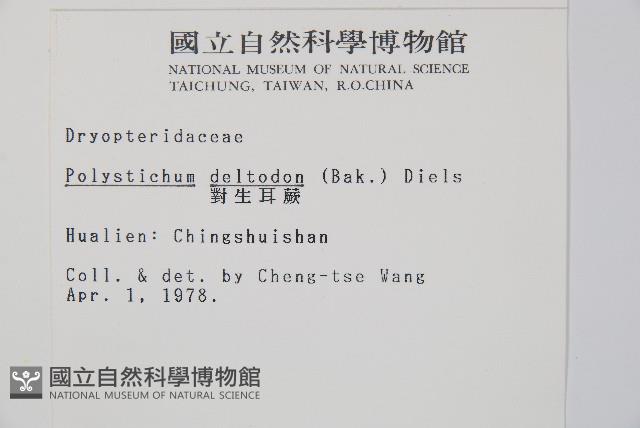 國立自然科學博物館
NATIONAL MUSEUM OF NATURAL SCIENCE
TAICHUNG, TAIWAN, R.O.CHINA
Dryopteridaceae
Polystichum deltodon (Bak.) Diels
對生耳蕨
Hualien: Chingshuishan
Coll. & det. by Cheng-tse Wang
Apr. 1, 1978.
國立自然科學博物館
NATIONAL MUSEUM OF NATURAL SCIENCE